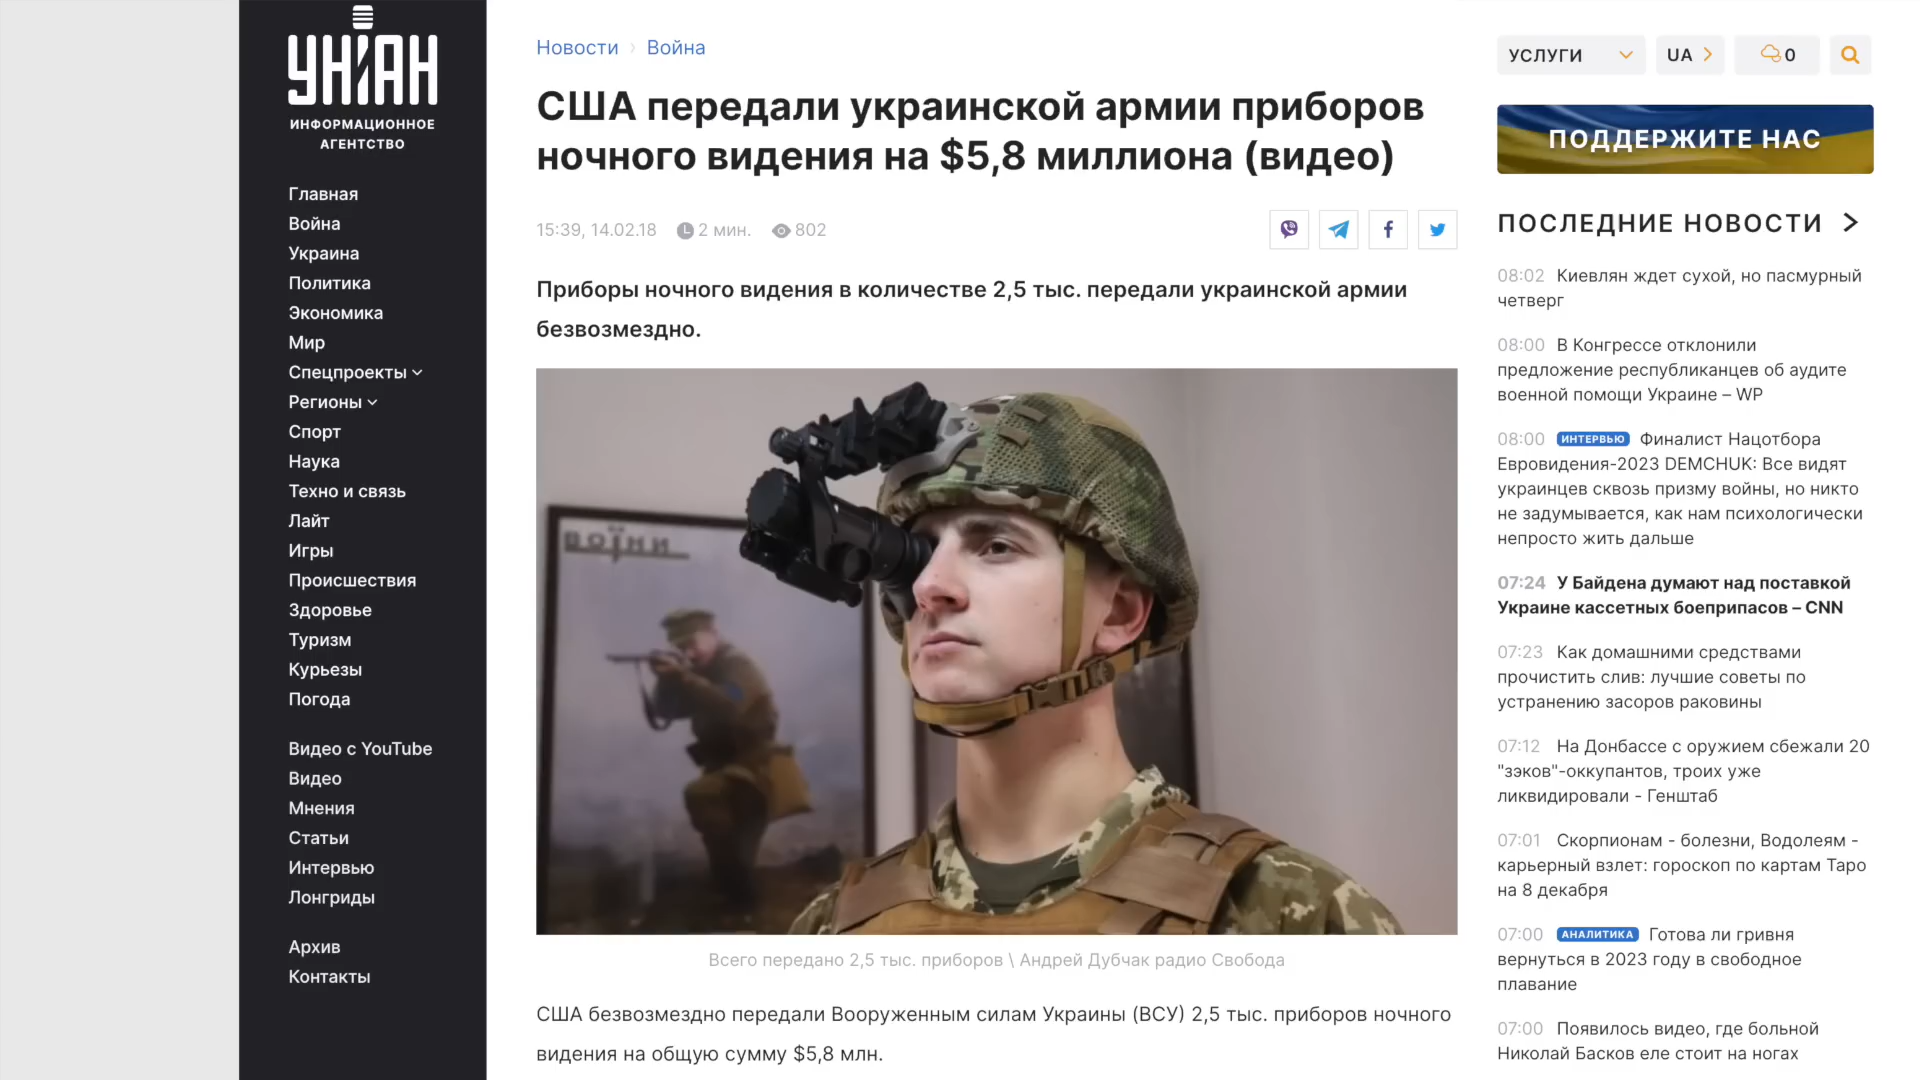 УНІАН
ИНФОРМАЦИОННОЕ
АГЕНТСТВО
Главная
Война
Украина
Политика
Экономика
Мир
Спецпроекты
Регионы
Спорт
Наука
Техно и связь
Лайт
Игры
Происшествия
Здоровье
Туризм
Курьезы
Погода
Видео с YouTube
Видео
Мнения
Статьи
Интервью
Лонгриды
Архив
Контакты
Новости › Война
США передали украинской армии приборов
ночного видения на $5,8 миллиона (видео)
15:39, 14.02.18 2 мин. 802
Приборы ночного видения в количестве 2,5 тыс. передали украинской армии
безвозмездно.
воїни
Всего передано 2,5 тыс. приборов \ Андрей Дубчак радио Свобода
США безвозмездно передали Вооруженным силам Украины (ВСУ) 2,5 тыс. приборов ночного
видения на общую сумму $5,8 млн.
УСЛУГИ UA 0
ПОДДЕРЖИТЕ НАС
ПОСЛЕДНИЕ НОВОСТИ
08:02 Киевлян ждет сухой, но пасмурный
четверг
08:00 В Конгрессе отклонили
предложение республиканцев об аудите
военной помощи Украине – WP
08:00 ИНТЕРВЬЮ Финалист Нацотбора
Евровидения-2023 DEMCHUK: Все видят
украинцев сквозь призму войны, но никто
не задумывается, как нам психологически
непросто жить дальше
07:24 У Байдена думают над поставкой
Украине кассетных боеприпасов – CNN
07:23 Как домашними средствами
прочистить слив: лучшие советы по
устранению засоров раковины
07:12 На Донбассе с оружием сбежали 20
"зэков"-оккупантов, троих уже
ликвидировали - Генштаб
07:01 Скорпионам - болезни, Водолеям -
карьерный взлет: гороскоп по картам Таро
на 8 декабря
07:00 АНАЛИТИКА Готова ли гривня
вернуться в 2023 году в свободное
плавание
07:00 Появилось видео, где больной
Николай Басков еле стоит на ногах